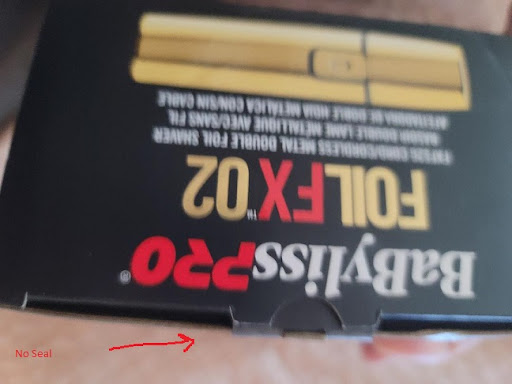 BaBylissPRO®
FOILFX02™
CORD/CORDLESS METAL DOUBLE FOIL SHAVER
RASOIR DOUBLE LAME METALLIQUE AVEC/SANS FIL
AFEITADORA DE DOBLE HOJA METALICA CON/SIN CABLE
No Seal